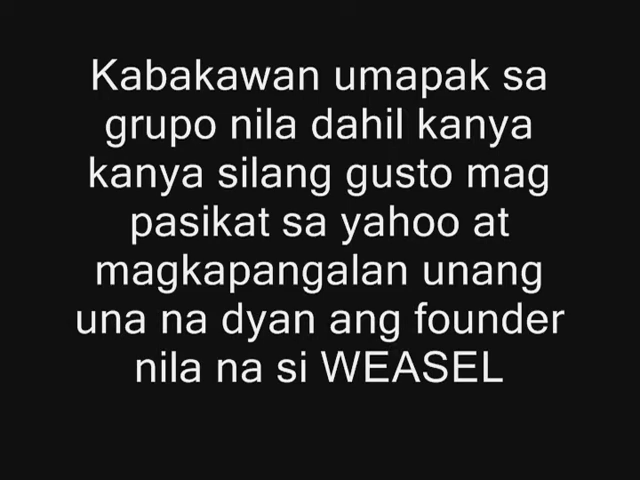 Kabakawan umapak sa
grupo nila dahil kanya
kanya silang gusto mag
pasikat sa yahoo at
magkapangalan unang
una na dyan ang founder
nila na si WEASEL